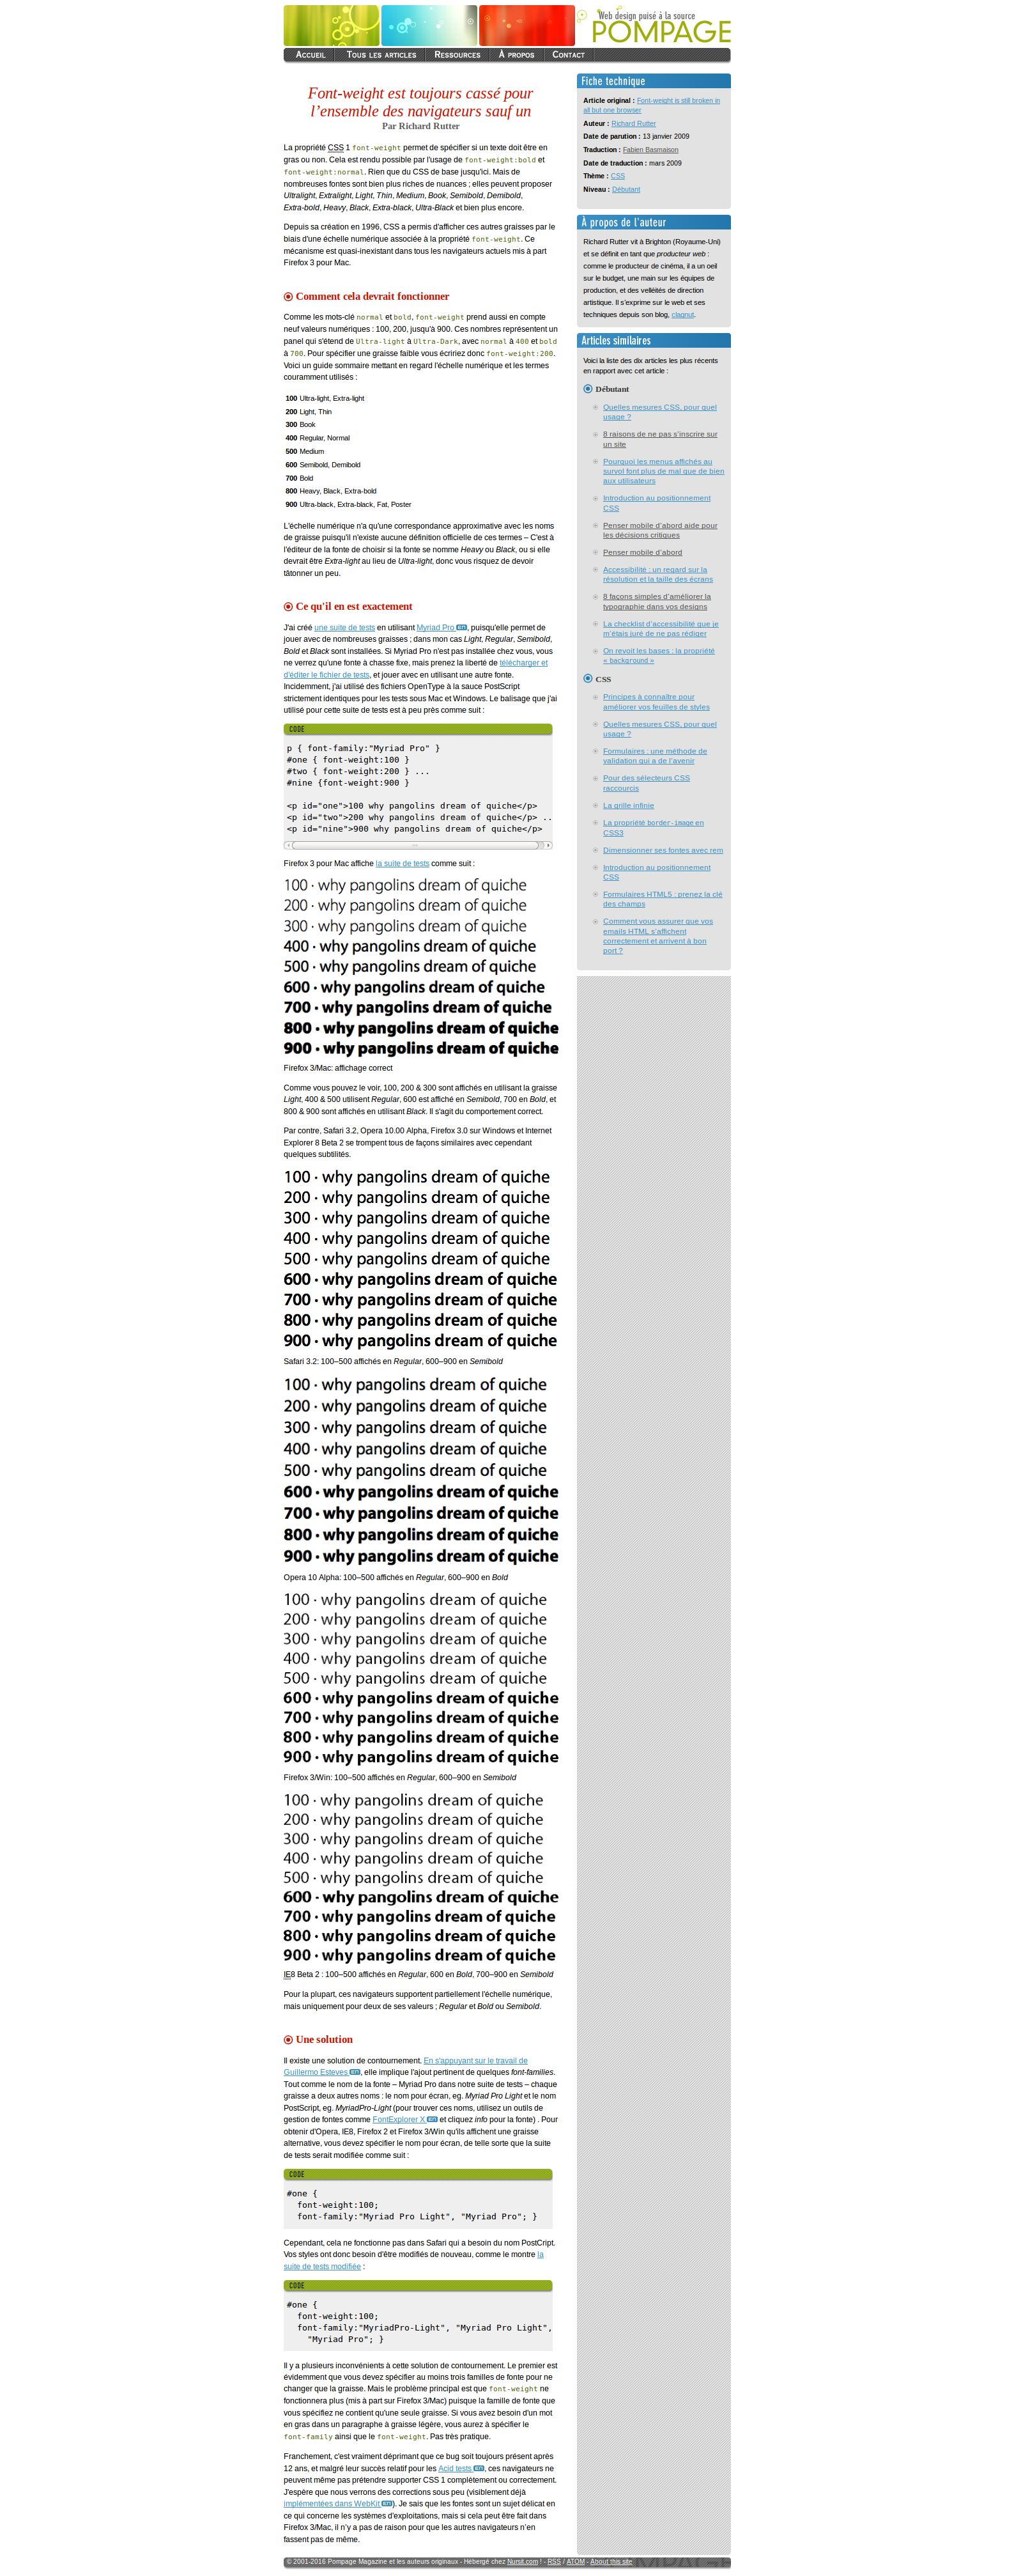 Web design puisé à la source
POMPAGE
Accueil
Tous les articles
Ressources
À propos
Contact
Font-weight est toujours cassé pour
l’ensemble des navigateurs sauf un
Par Richard Rutter
La propriété CSS 1 font-weight permet de spécifier si un texte doit être en
gras ou non. Cela est rendu possible par l'usage de font-weight:bold et
font-weight:normal. Rien que du CSS de base jusqu'ici. Mais de
nombreuses fontes sont bien plus riches de nuances ; elles peuvent proposer
Ultralight, Extralight, Light, Thin, Medium, Book, Semibold, Demibold,
Extra-bold, Heavy, Black, Extra-black, Ultra-Black et bien plus encore.
Depuis sa création en 1996, CSS a permis d'afficher ces autres graisses par le
biais d'une échelle numérique associée à la propriété font-weight. Ce
mécanisme est quasi-inexistant dans tous les navigateurs actuels mis à part
Firefox 3 pour Mac.
Comment cela devrait fonctionner
Comme les mots-clé normal et bold, font-weight prend aussi en compte
neuf valeurs numériques : 100, 200, jusqu'à 900. Ces nombres représentent un
panel qui s'étend de Ultra-light à Ultra-Dark, avec normal à 400 et bold
à 700. Pour spécifier une graisse faible vous écririez donc font-weight:200.
Voici un guide sommaire mettant en regard l'échelle numérique et les termes
couramment utilisés :
100 Ultra-light, Extra-light
200 Light, Thin
300 Book
400 Regular, Normal
500 Medium
600 Semibold, Demibold
700 Bold
800 Heavy, Black, Extra-bold
900 Ultra-black, Extra-black, Fat, Poster
L'échelle numérique n'a qu'une correspondance approximative avec les noms
de graisse puisqu'il n'existe aucune définition officielle de ces termes – C'est à
l'éditeur de la fonte de choisir si la fonte se nomme Heavy ou Black, ou si elle
devrait être Extra-light au lieu de Ultra-light, donc vous risquez de devoir
tâtonner un peu.
Ce qu'il en est exactement
J'ai créé une suite de tests en utilisant Myriad Pro en, puisqu'elle permet de
jouer avec de nombreuses graisses ; dans mon cas Light, Regular, Semibold,
Bold et Black sont installées. Si Myriad Pro n'est pas installée chez vous, vous
ne verrez qu'une fonte à chasse fixe, mais prenez la liberté de télécharger et
d'éditer le fichier de tests, et jouer avec en utilisant une autre fonte.
Incidemment, j'ai utilisé des fichiers OpenType à la sauce PostScript
strictement identiques pour les tests sous Mac et Windows. Le balisage que j'ai
utilisé pour cette suite de tests est à peu près comme suit :
CODE
p { font-family:"Myriad Pro" }
#one { font-weight:100 }
#two { font-weight:200 } ...
#nine {font-weight:900 }
<p id="one">100 why pangolins dream of quiche</p>
<p id="two">200 why pangolins dream of quiche</p> ..
<p id="nine">900 why pangolins dream of quiche</p>
Firefox 3 pour Mac affiche la suite de tests comme suit :
100 · why pangolins dream of quiche
200 · why pangolins dream of quiche
300 · why pangolins dream of quiche
400 · why pangolins dream of quiche
500 · why pangolins dream of quiche
600 · why pangolins dream of quiche
700 · why pangolins dream of quiche
800 · why pangolins dream of quiche
900 · why pangolins dream of quiche
Firefox 3/Mac: affichage correct
Comme vous pouvez le voir, 100, 200 & 300 sont affichés en utilisant la graisse
Light, 400 & 500 utilisent Regular, 600 est affiché en Semibold, 700 en Bold, et
800 & 900 sont affichés en utilisant Black. Il s'agit du comportement correct.
Par contre, Safari 3.2, Opera 10.00 Alpha, Firefox 3.0 sur Windows et Internet
Explorer 8 Beta 2 se trompent tous de façons similaires avec cependant
quelques subtilités.
100 · why pangolins dream of quiche
200 · why pangolins dream of quiche
300 · why pangolins dream of quiche
400 · why pangolins dream of quiche
500 · why pangolins dream of quiche
600 · why pangolins dream of quiche
700 · why pangolins dream of quiche
800 · why pangolins dream of quiche
900 · why pangolins dream of quiche
Safari 3.2: 100–500 affichés en Regular, 600–900 en Semibold
100 · why pangolins dream of quiche
200 · why pangolins dream of quiche
300 · why pangolins dream of quiche
400 · why pangolins dream of quiche
500 · why pangolins dream of quiche
600 · why pangolins dream of quiche
700 · why pangolins dream of quiche
800 · why pangolins dream of quiche
900 · why pangolins dream of quiche
Opera 10 Alpha: 100–500 affichés en Regular, 600–900 en Bold
100 · why pangolins dream of quiche
200 · why pangolins dream of quiche
300 · why pangolins dream of quiche
400 · why pangolins dream of quiche
500 · why pangolins dream of quiche
600 · why pangolins dream of quiche
700 · why pangolins dream of quiche
800 · why pangolins dream of quiche
900 · why pangolins dream of quiche
Firefox 3/Win: 100–500 affichés en Regular, 600–900 en Semibold
100 · why pangolins dream of quiche
200 · why pangolins dream of quiche
300 · why pangolins dream of quiche
400 · why pangolins dream of quiche
500 · why pangolins dream of quiche
600 · why pangolins dream of quiche
700 · why pangolins dream of quiche
800 · why pangolins dream of quiche
900 · why pangolins dream of quiche
IE8 Beta 2 : 100–500 affichés en Regular, 600 en Bold, 700–900 en Semibold
Pour la plupart, ces navigateurs supportent partiellement l'échelle numérique,
mais uniquement pour deux de ses valeurs ; Regular et Bold ou Semibold.
Une solution
Il existe une solution de contournement. En s'appuyant sur le travail de
Guillermo Esteves en, elle implique l'ajout pertinent de quelques font-families.
Tout comme le nom de la fonte – Myriad Pro dans notre suite de tests – chaque
graisse a deux autres noms : le nom pour écran, eg. Myriad Pro Light et le nom
PostScript, eg. MyriadPro-Light (pour trouver ces noms, utilisez un outils de
gestion de fontes comme FontExplorer X en et cliquez info pour la fonte) . Pour
obtenir d'Opera, IE8, Firefox 2 et Firefox 3/Win qu'ils affichent une graisse
alternative, vous devez spécifier le nom pour écran, de telle sorte que la suite
de tests serait modifiée comme suit :
CODE
#one {
font-weight:100;
font-family:"Myriad Pro Light", "Myriad Pro"; }
Cependant, cela ne fonctionne pas dans Safari qui a besoin du nom PostCript.
Vos styles ont donc besoin d'être modifiés de nouveau, comme le montre la
suite de tests modifiée :
CODE
#one {
font-weight:100;
font-family:"MyriadPro-Light", "Myriad Pro Light",
"Myriad Pro"; }
Il y a plusieurs inconvénients à cette solution de contournement. Le premier est
évidemment que vous devez spécifier au moins trois familles de fonte pour ne
changer que la graisse. Mais le problème principal est que font-weight ne
fonctionnera plus (mis à part sur Firefox 3/Mac) puisque la famille de fonte que
vous spécifiez ne contient qu'une seule graisse. Si vous avez besoin d'un mot
en gras dans un paragraphe à graisse légère, vous aurez à spécifier le
font-family ainsi que le font-weight. Pas très pratique.
Franchement, c'est vraiment déprimant que ce bug soit toujours présent après
12 ans, et malgré leur succès relatif pour les Acid tests en, ces navigateurs ne
peuvent même pas prétendre supporter CSS 1 complètement ou correctement.
J'espère que nous verrons des corrections sous peu (visiblement déjà
implémentées dans WebKit en). Je sais que les fontes sont un sujet délicat en
ce qui concerne les systèmes d'exploitations, mais si cela peut être fait dans
Firefox 3/Mac, il n’y a pas de raison pour que les autres navigateurs n’en
fassent pas de même.
Fiche technique
Article original : Font-weight is still broken in
all but one browser
Auteur : Richard Rutter
Date de parution : 13 janvier 2009
Traduction : Fabien Basmaison
Date de traduction : mars 2009
Thème : CSS
Niveau : Débutant
À propos de l'auteur
Richard Rutter vit à Brighton (Royaume-Uni)
et se définit en tant que producteur web :
comme le producteur de cinéma, il a un oeil
sur le budget, une main sur les équipes de
production, et des velléités de direction
artistique. Il s’exprime sur le web et ses
techniques depuis son blog, clagnut.
Articles similaires
Voici la liste des dix articles les plus récents
en rapport avec cet article :
Débutant
Quelles mesures CSS, pour quel
usage ?
8 raisons de ne pas s’inscrire sur
un site
Pourquoi les menus affichés au
survol font plus de mal que de bien
aux utilisateurs
Introduction au positionnement
CSS
Penser mobile d’abord aide pour
les décisions critiques
Penser mobile d’abord
Accessibilité : un regard sur la
résolution et la taille des écrans
8 façons simples d’améliorer la
typographie dans vos designs
La checklist d’accessibilité que je
m’étais juré de ne pas rédiger
On revoit les bases : la propriété
« background »
CSS
Principes à connaître pour
améliorer vos feuilles de styles
Quelles mesures CSS, pour quel
usage ?
Formulaires : une méthode de
validation qui a de l’avenir
Pour des sélecteurs CSS
raccourcis
La grille infinie
La propriété border-image en
CSS3
Dimensionner ses fontes avec rem
Introduction au positionnement
CSS
Formulaires HTML5 : prenez la clé
des champs
Comment vous assurer que vos
emails HTML s’affichent
correctement et arrivent à bon
port ?
© 2001-2016 Pompage Magazine et les auteurs originaux - Hébergé chez Nursit.com ! - RSS / ATOM - About this site